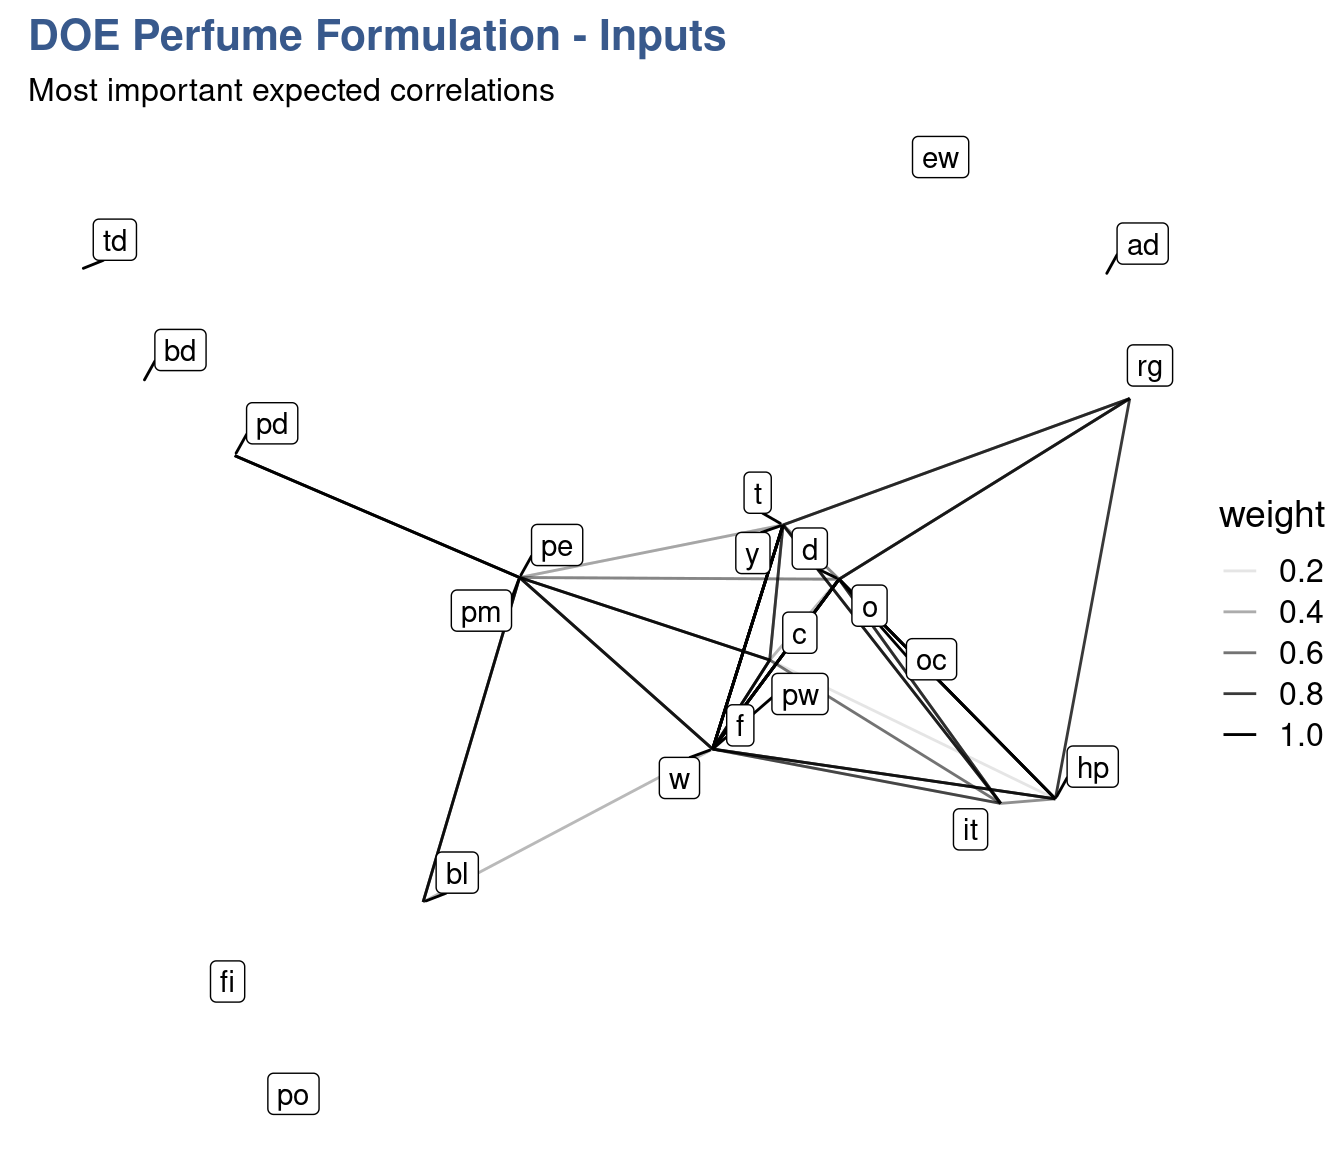 DOE Perfume Formulation - Inputs
Most important expected correlations
ew
td
ad
bd
rg
pd
t
pe
y
d
pm
o
c
oc
pw
f
w
hp
it
bl
fi
po
weight
0.2
0.4
0.6
0.8
1.0